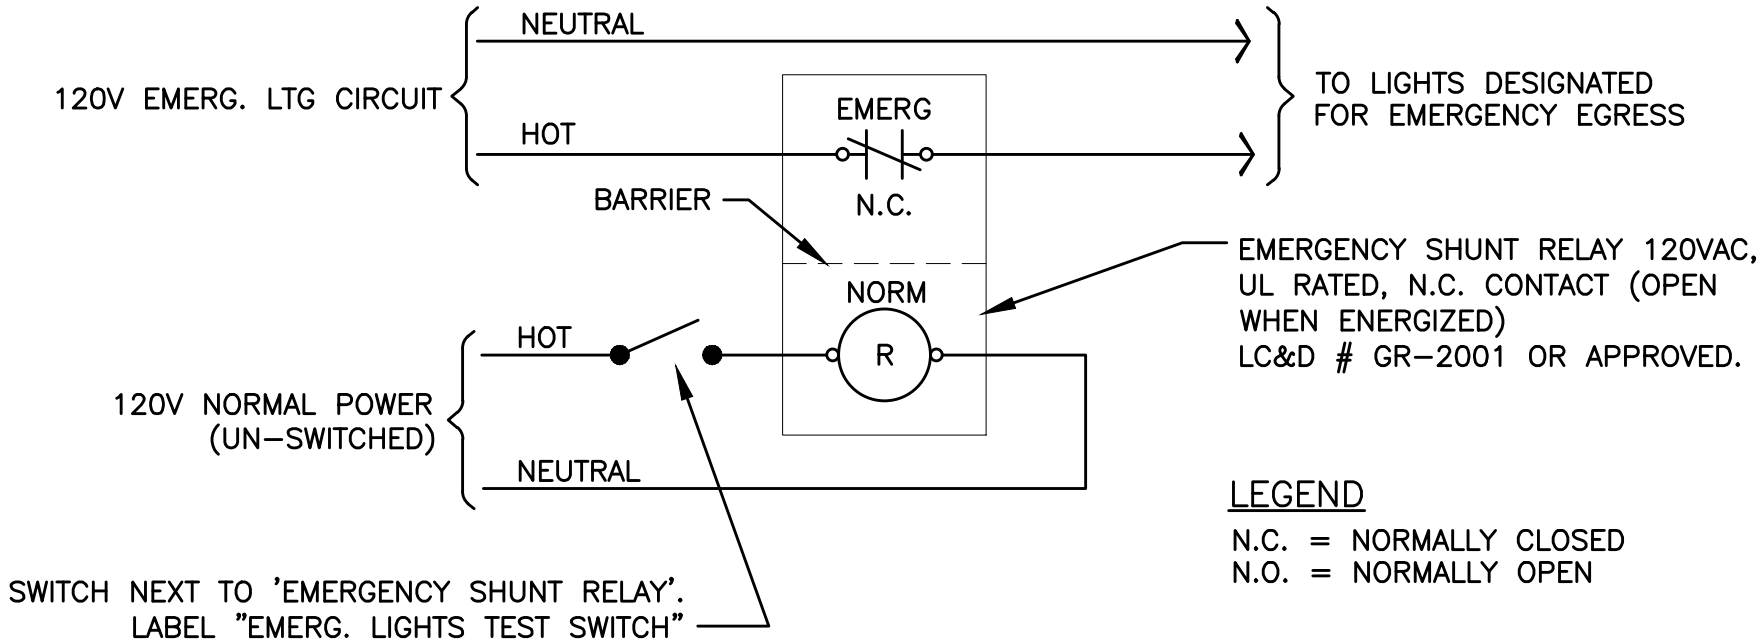 NEUTRAL
120V EMERG. LTG CIRCUIT
HOT
EMERG
N.C.
TO LIGHTS DESIGNATED
FOR EMERGENCY EGRESS
BARRIER
EMERGENCY SHUNT RELAY 120VAC,
UL RATED, N.C. CONTACT (OPEN
WHEN ENERGIZED)
LC&D # GR-2001 OR APPROVED.
NORM
R
HOT
120V NORMAL POWER
(UN-SWITCHED)
NEUTRAL
SWITCH NEXT TO 'EMERGENCY SHUNT RELAY'.
LABEL "EMERG. LIGHTS TEST SWITCH"
LEGEND
N.C. = NORMALLY CLOSED
N.O. = NORMALLY OPEN